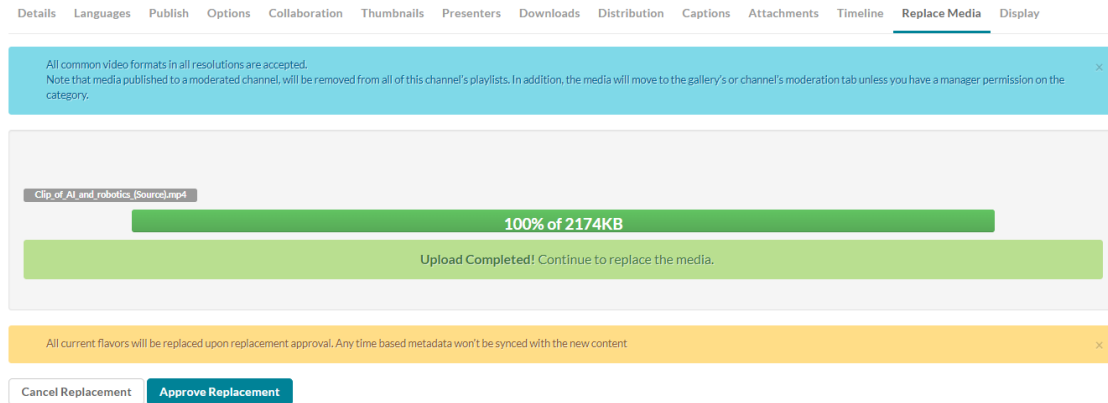 Details Languages Publish Options Collaboration Thumbnails Presenters Downloads Distribution Captions Attachments Timeline Replace Media Display
All common video formats in all resolutions are accepted.
Note that media published to a moderated channel, will be removed from all of this channel's playlists. In addition, the media will move to the gallery's or channel's moderation tab unless you have a manager permission on the
category.
Clip_of_AI_and_robotics_(Source).mp4
100% of 2174KB
Upload Completed! Continue to replace the media.
All current flavors will be replaced upon replacement approval. Any time based metadata won't be synced with the new content
Cancel Replacement Approve Replacement